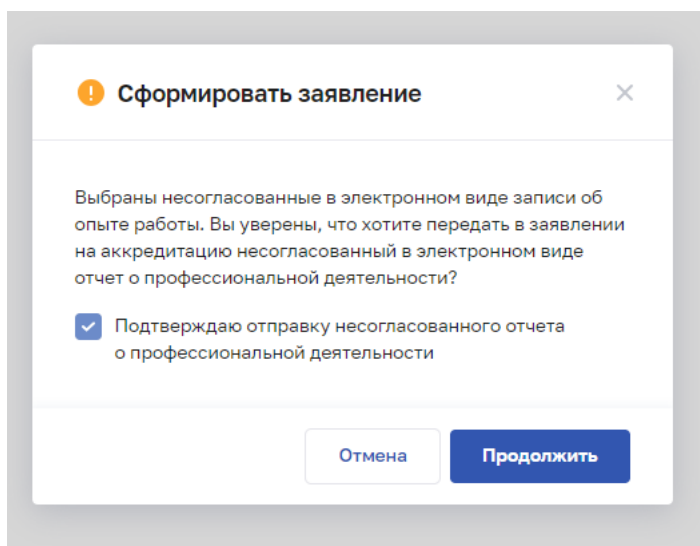 Сформировать заявление
Выбраны несогласованные в электронном виде записи об
опыте работы. Вы уверены, что хотите передать в заявлении
на аккредитацию несогласованный в электронном виде
отчет о профессиональной деятельности?
Подтверждаю отправку несогласованного отчета
о профессиональной деятельности
Отмена
Продолжить